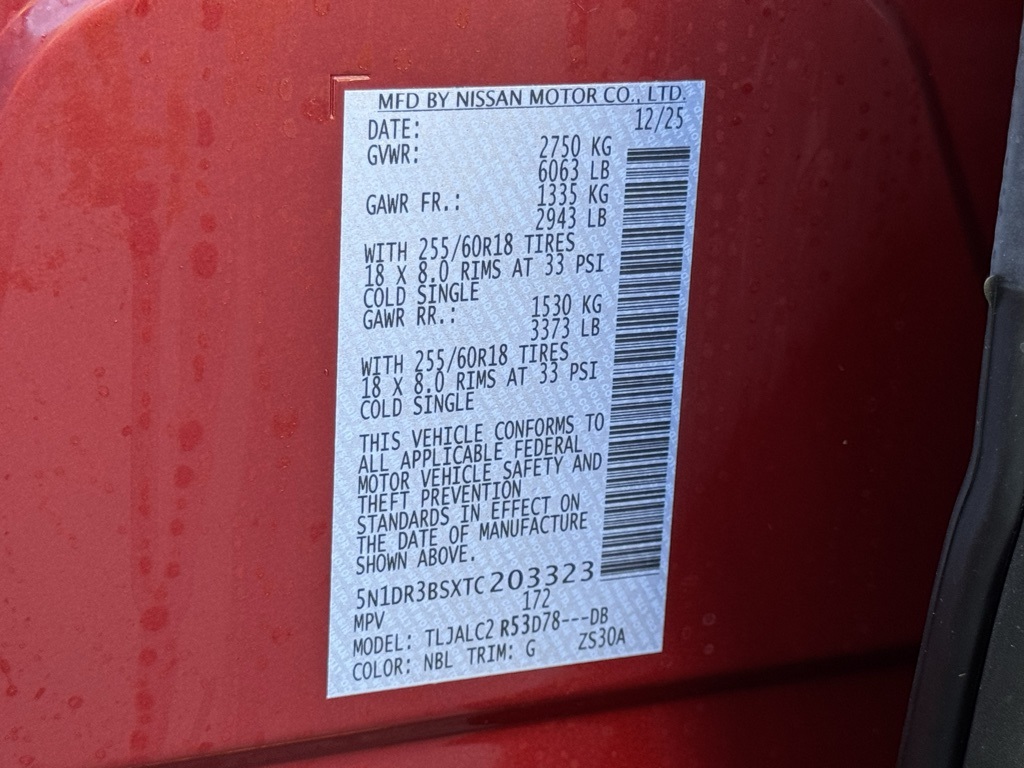 MFD BY NISSAN MOTOR CO., LTD.
DATE: 12/25
GVWR: 2750 KG
6063 LB
GAWR FR.: 1335 KG
2943 LB
WITH 255/60R18 TIRES
18 X 8.0 RIMS AT 33 PSI
COLD SINGLE
GAWR RR.: 1530 KG
3373 LB
WITH 255/60R18 TIRES
18 X 8.0 RIMS AT 33 PSI
COLD SINGLE
THIS VEHICLE CONFORMS TO
ALL APPLICABLE FEDERAL
MOTOR VEHICLE SAFETY AND
THEFT PREVENTION
STANDARDS IN EFFECT ON
THE DATE OF MANUFACTURE
SHOWN ABOVE.
5N1DR3BSXTC203323
MPV 172
MODEL: TLJALC2 R53D78---DB
COLOR: NBL TRIM: G ZS30A